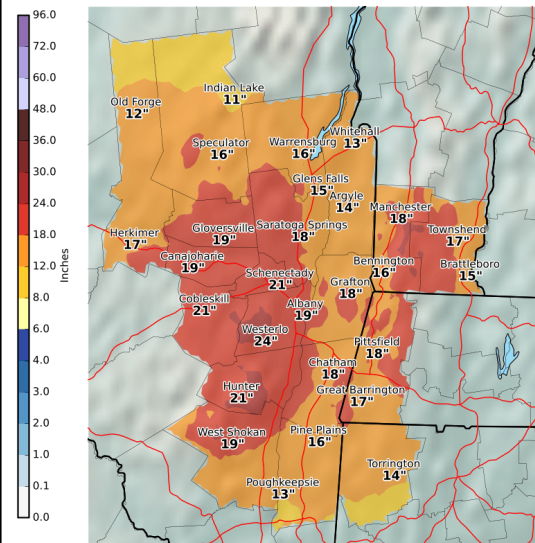 96.0
72.0
60.0
48.0
36.0
30.0
24.0
18.0
12.0
8.0
6.0
4.0
3.0
2.0
1.0
0.1
0.0
Inches
Indian Lake
11"
Old Forge
12"
Whitehall
13"
Speculator
16"
Warrensburg
16"
Glens Falls
15"
Argyle
14"
Manchester
18"
Herkimer
17"
Gloversville
19"
Saratoga Springs
18"
Townshend
17"
Canajoharie
19"
Bennington
16"
Brattleboro
15"
Schenectady
21"
Grafton
18"
Cobleskill
21"
Albany
19"
Westerlo
24"
Pittsfield
18"
Chatham
18"
Hunter
21"
Great Barrington
17"
West Shokan
19"
Pine Plains
16"
Torrington
14"
Poughkeepsie
13"